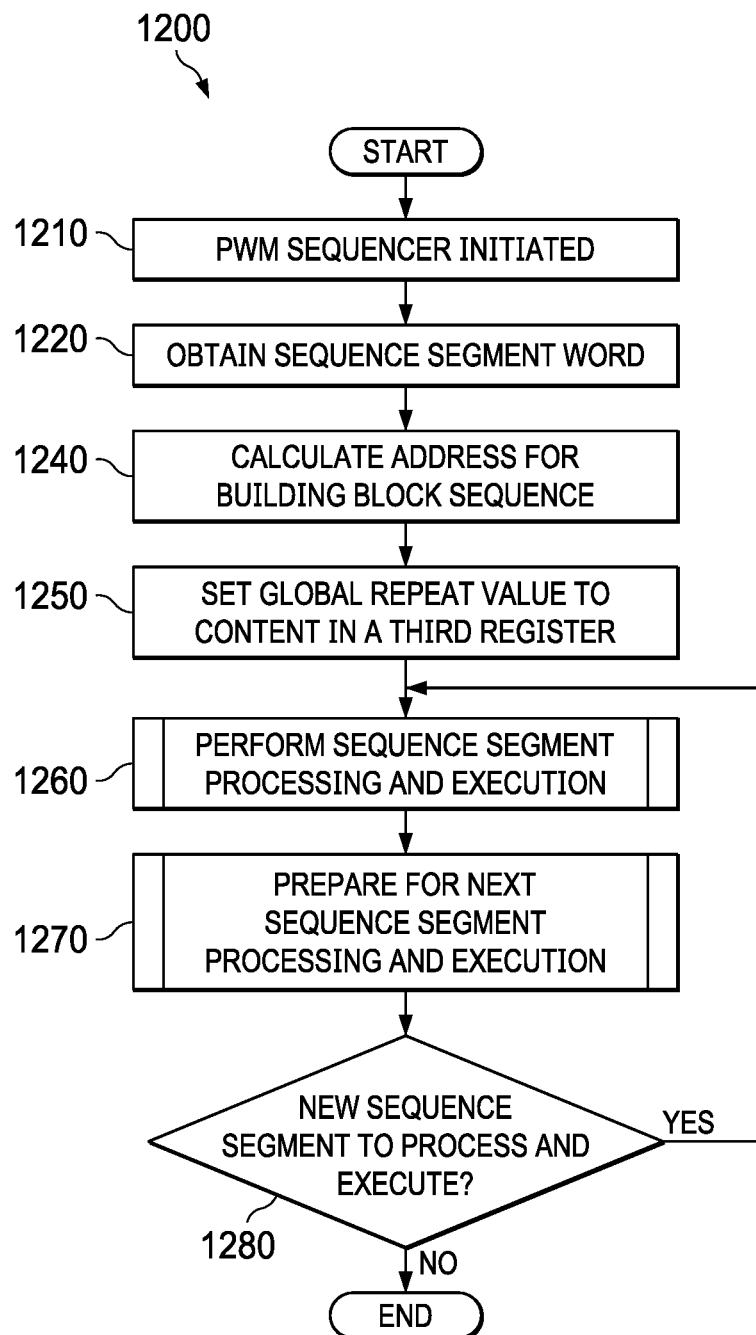 1200
START
1210
PWM SEQUENCER INITIATED
1220
OBTAIN SEQUENCE SEGMENT WORD
1240
CALCULATE ADDRESS FOR
BUILDING BLOCK SEQUENCE
1250
SET GLOBAL REPEAT VALUE TO
CONTENT IN A THIRD REGISTER
1260
PERFORM SEQUENCE SEGMENT
PROCESSING AND EXECUTION
1270
PREPARE FOR NEXT
SEQUENCE SEGMENT
PROCESSING AND EXECUTION
NEW SEQUENCE
SEGMENT TO PROCESS AND
EXECUTE?
YES
1280
NO
END